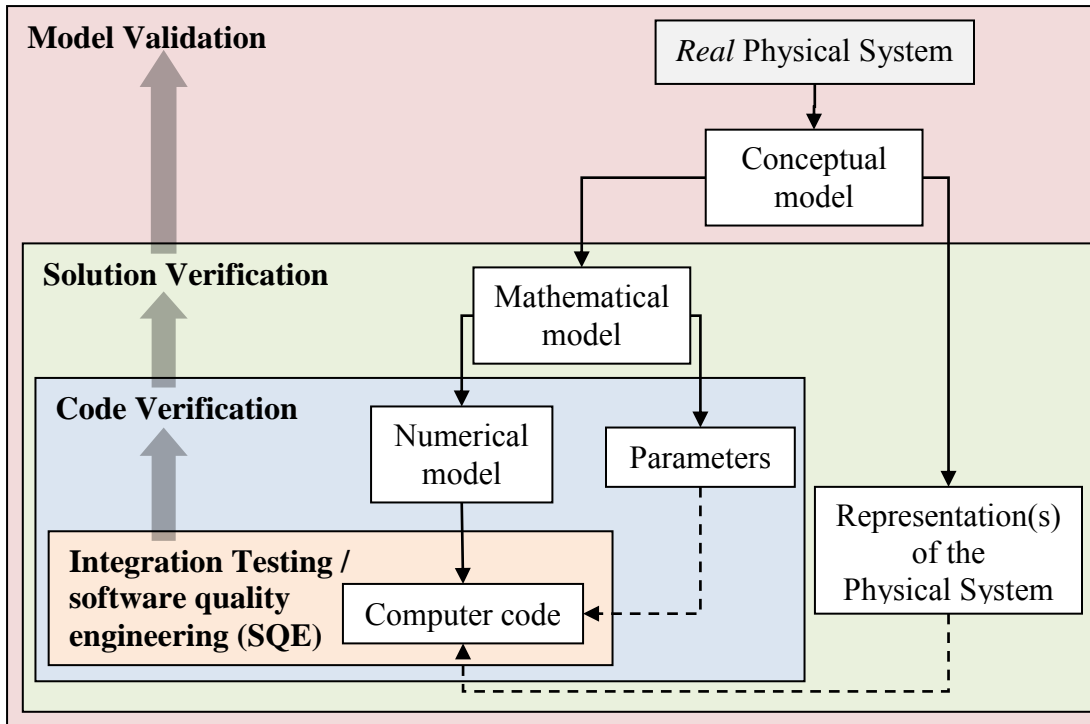 Model Validation
Real Physical System
Conceptual
model
Solution Verification
Mathematical
model
Code Verification
Numerical
model
Parameters
Representation(s)
of the
Physical System
Integration Testing /
software quality
engineering (SQE)
Computer code